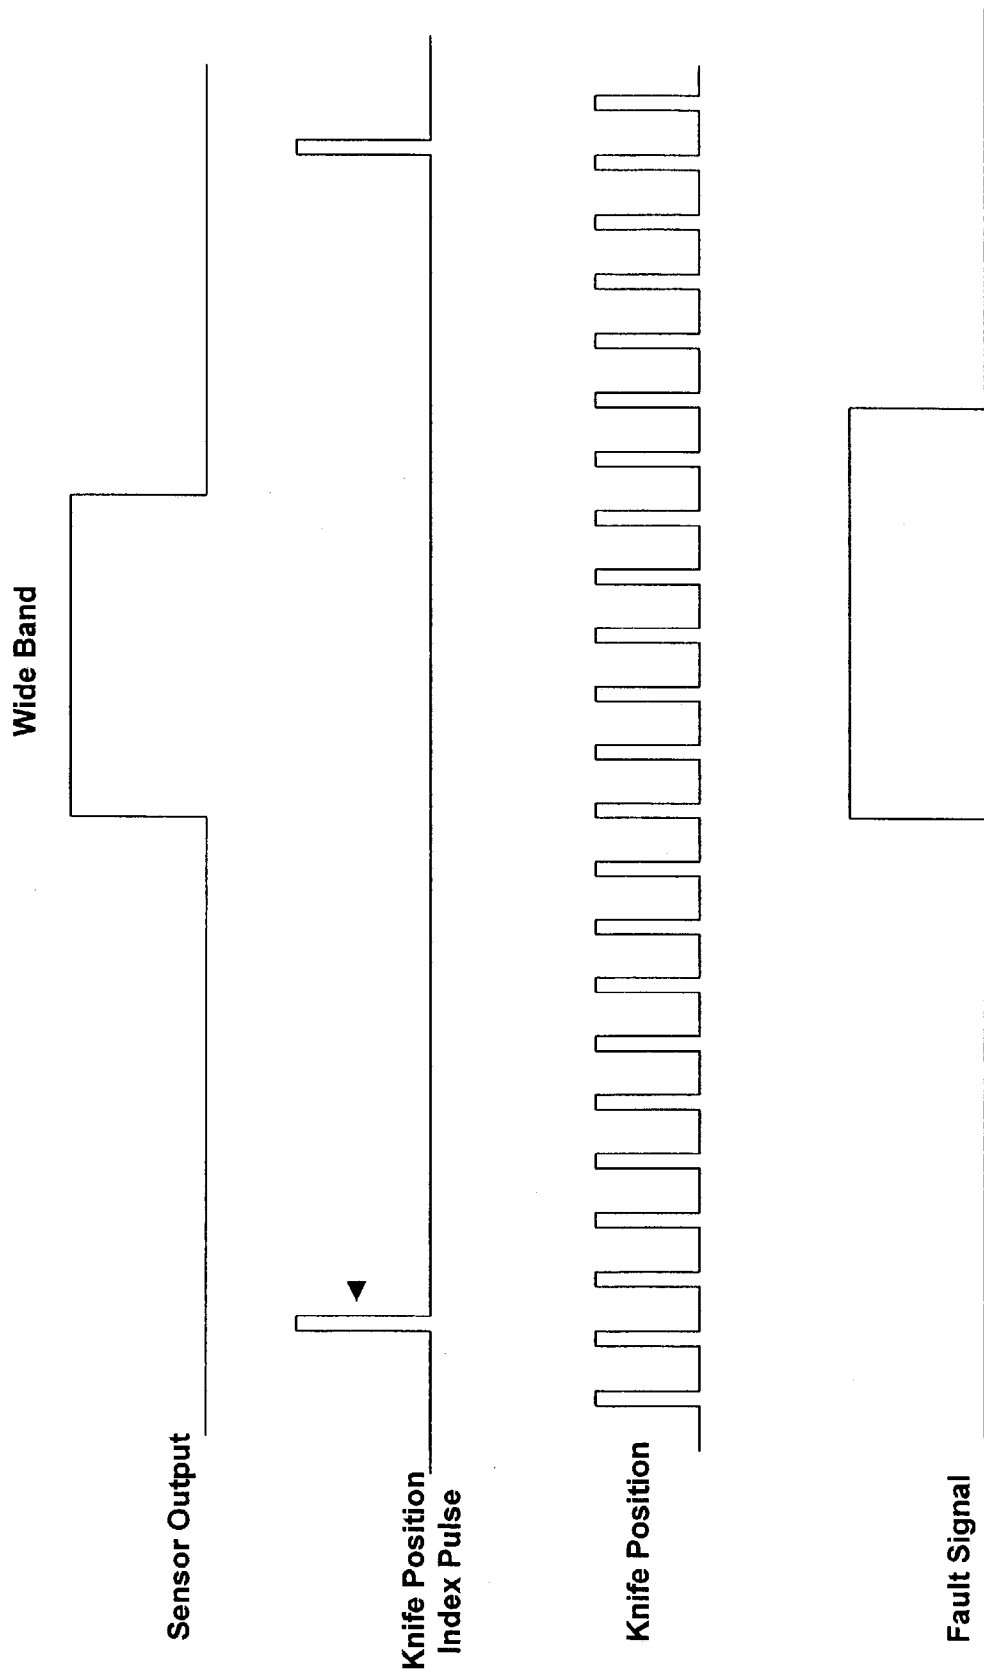 Wide Band
Sensor Output
Knife Position
Index Pulse
Knife Position
Fault Signal